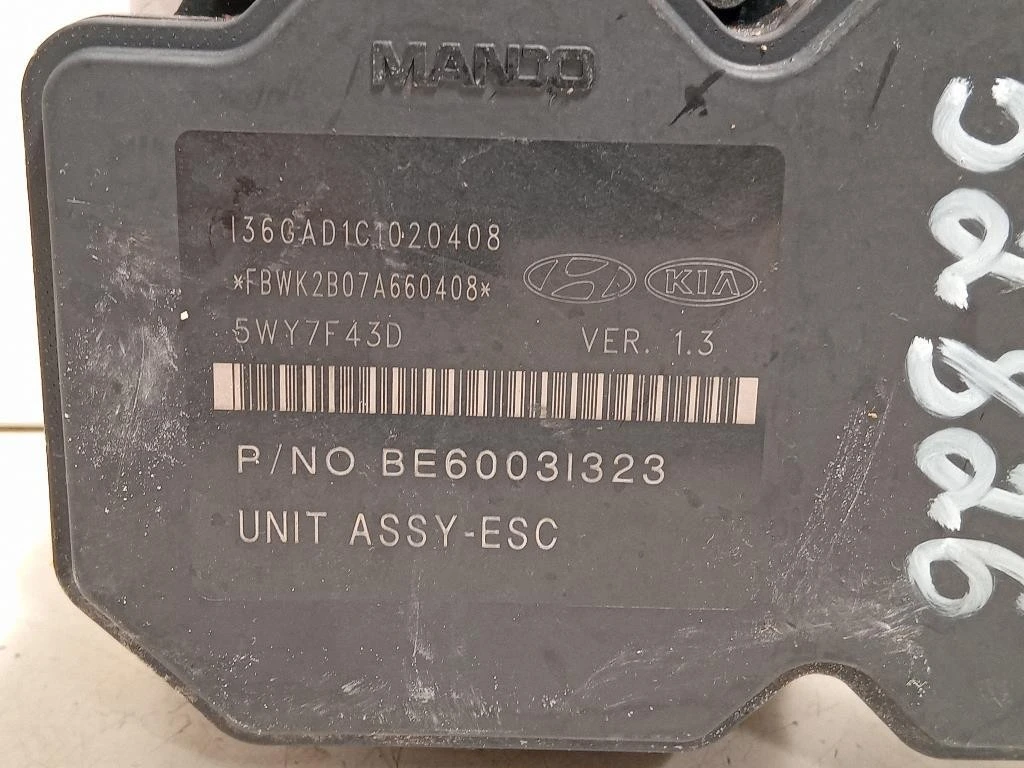 MANDO
I36GAD1C1020408
*FBWK2B07A660408*
KIA
5WY7F43D VER. 1.3
P/NO BE6003I323
UNIT ASSY-ESC